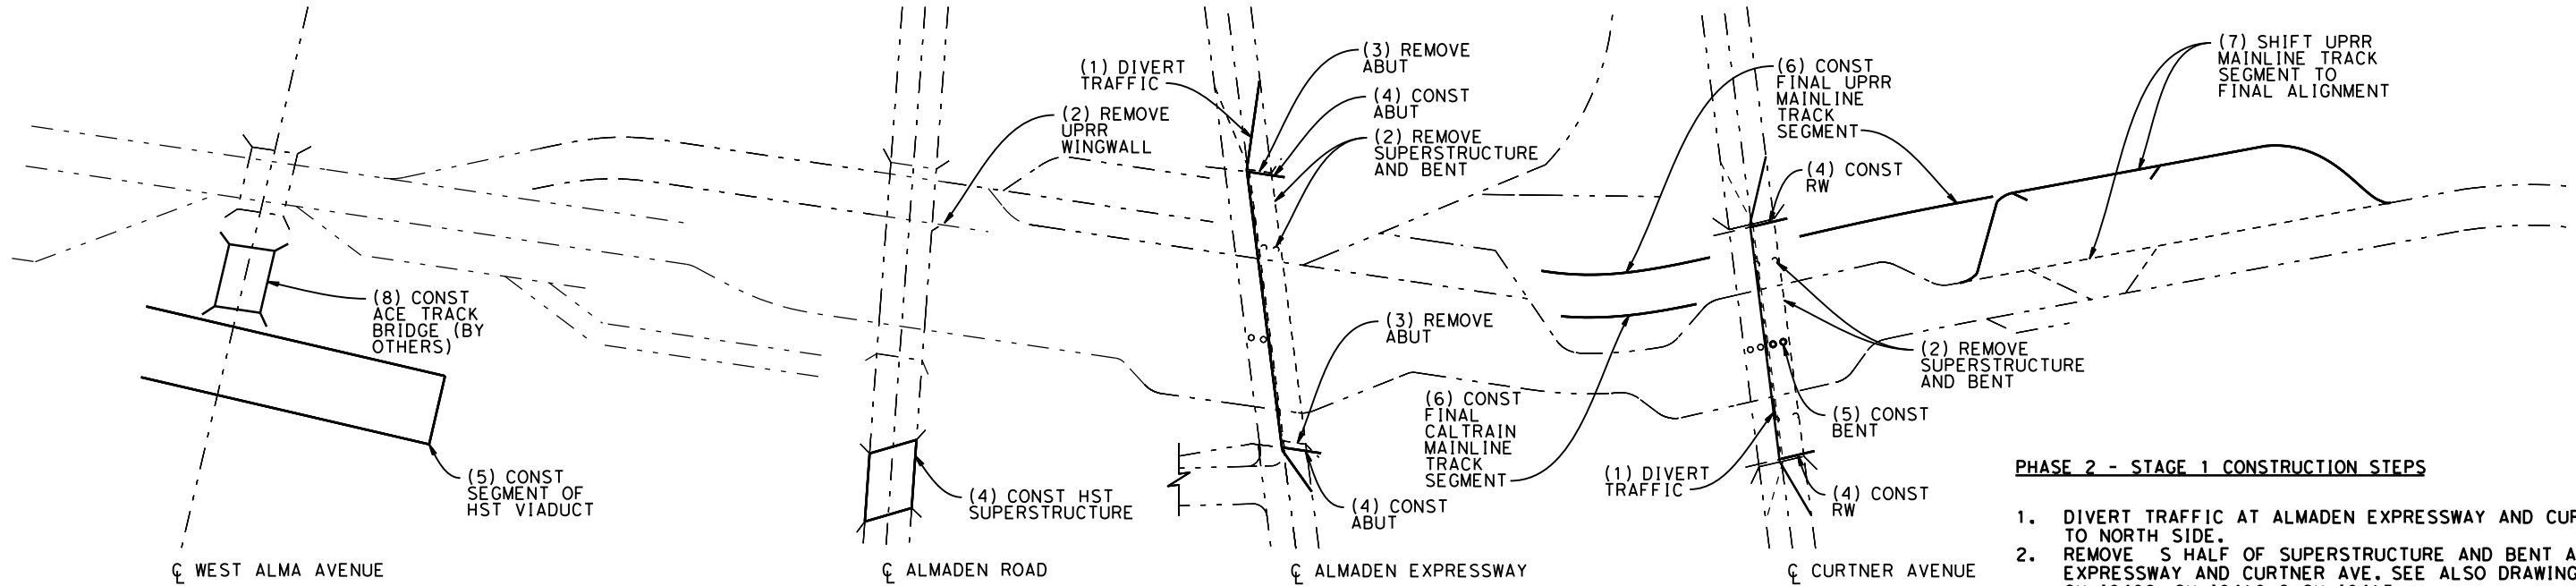 (1) DIVERT
TRAFFIC
(3) REMOVE
ABUT
(4) CONST
ABUT
(2) REMOVE
SUPERSTRUCTURE
AND BENT
(2) REMOVE
UPRR
WINGWALL
(6) CONST
FINAL UPRR
MAINLINE
TRACK
SEGMENT
(7) SHIFT UPRR
MAINLINE TRACK
SEGMENT TO
FINAL ALIGNMENT
(4) CONST
RW
(8) CONST
ACE TRACK
BRIDGE (BY
OTHERS)
(3) REMOVE
ABUT
(2) REMOVE
SUPERSTRUCTURE
AND BENT
(6) CONST
FINAL
CALTRAIN
MAINLINE
TRACK
SEGMENT
(5) CONST
BENT
(5) CONST
SEGMENT OF
HST VIADUCT
(4) CONST HST
SUPERSTRUCTURE
(4) CONST
ABUT
(1) DIVERT
TRAFFIC
(4) CONST
RW
℄ WEST ALMA AVENUE
℄ ALMADEN ROAD
℄ ALMADEN EXPRESSWAY
℄ CURTNER AVENUE
PHASE 2 - STAGE 1 CONSTRUCTION STEPS
1. DIVERT TRAFFIC AT ALMADEN EXPRESSWAY AND
TO NORTH SIDE.
2. REMOVE S HALF OF SUPERSTRUCTURE AND BENT
EXPRESSWAY AND CURTNER AVE. SEE ALSO